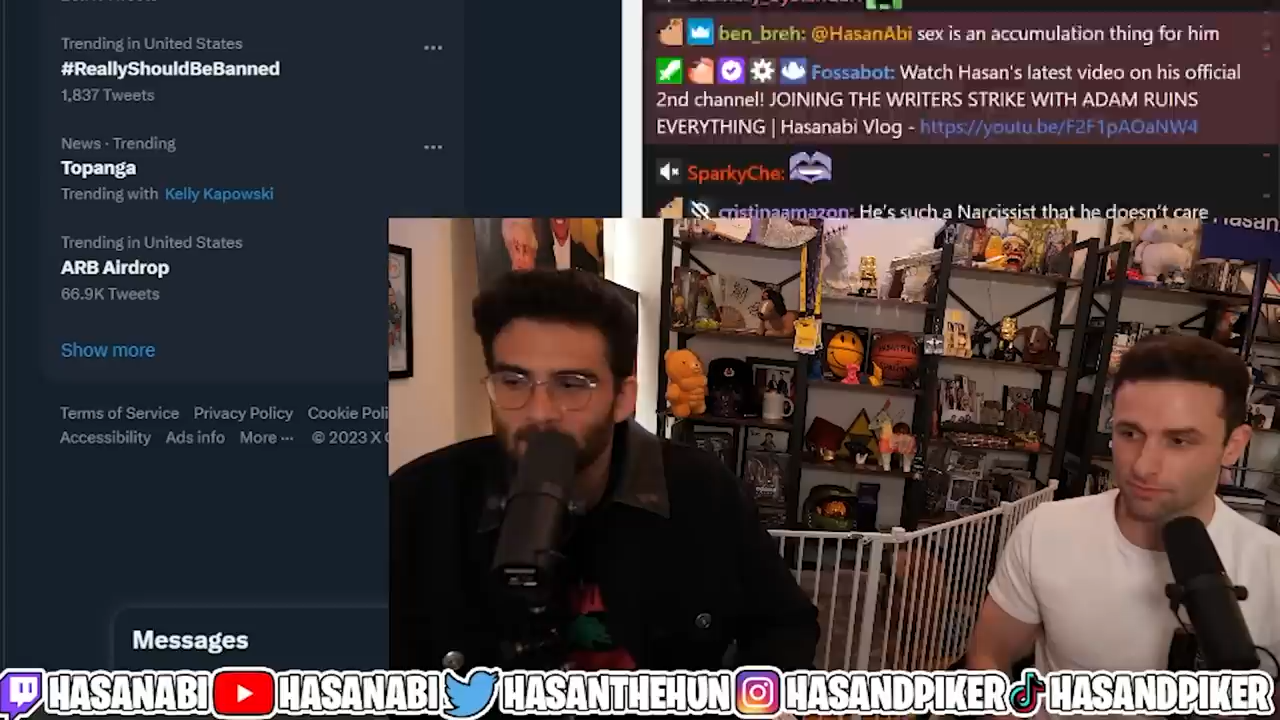 Trending in United States
#ReallyShouldBeBanned
1,837 Tweets
News · Trending
Topanga
Trending with Kelly Kapowski
Trending in United States
ARB Airdrop
66.9K Tweets
Show more
Terms of Service Privacy Policy Cookie Poli
Accessibility Ads info More ··· © 2023 X C
Messages
ben_breh: @HasanAbi sex is an accumulation thing for him
Fossabot: Watch Hasan's latest video on his official
2nd channel! JOINING THE WRITERS STRIKE WITH ADAM RUINS
EVERYTHING | Hasanabi Vlog - https://youtu.be/F2F1pAOaNW4
SparkyChe:
cristinaamazon: He's such a Narcissist that he doesn't care
Hasan
HASANABI HASANABI HASANTHEHUN HASANDPIKER HASANDPIKER